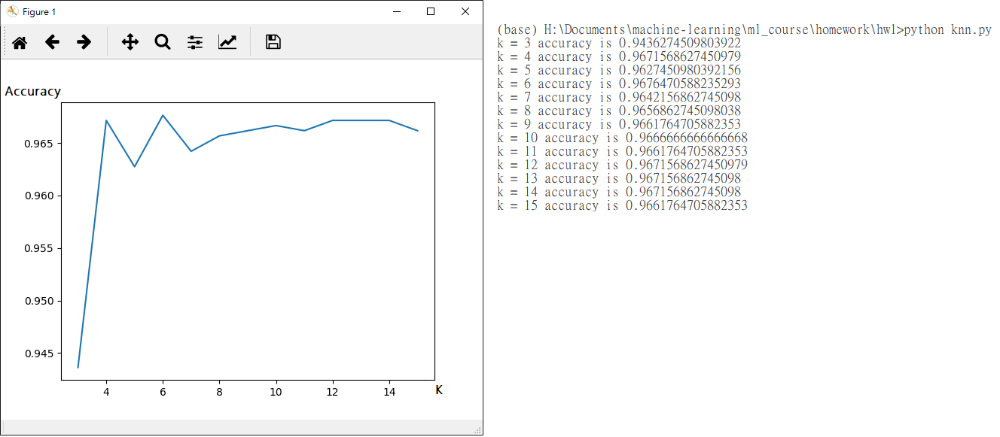 Figure 1
Accuracy
0.965
0.960
0.955
0.950
0.945
4 6 8 10 12 14 K
(base) H:\Documents\machine-learning\ml_course\homework\hw1>python knn.py
k = 3 accuracy is 0.9436274509803922
k = 4 accuracy is 0.9671568627450979
k = 5 accuracy is 0.9627450980392156
k = 6 accuracy is 0.9676470588235293
k = 7 accuracy is 0.9642156862745098
k = 8 accuracy is 0.9656862745098038
k = 9 accuracy is 0.9661764705882353
k = 10 accuracy is 0.9666666666666668
k = 11 accuracy is 0.9661764705882353
k = 12 accuracy is 0.9671568627450979
k = 13 accuracy is 0.967156862745098
k = 14 accuracy is 0.967156862745098
k = 15 accuracy is 0.9661764705882353